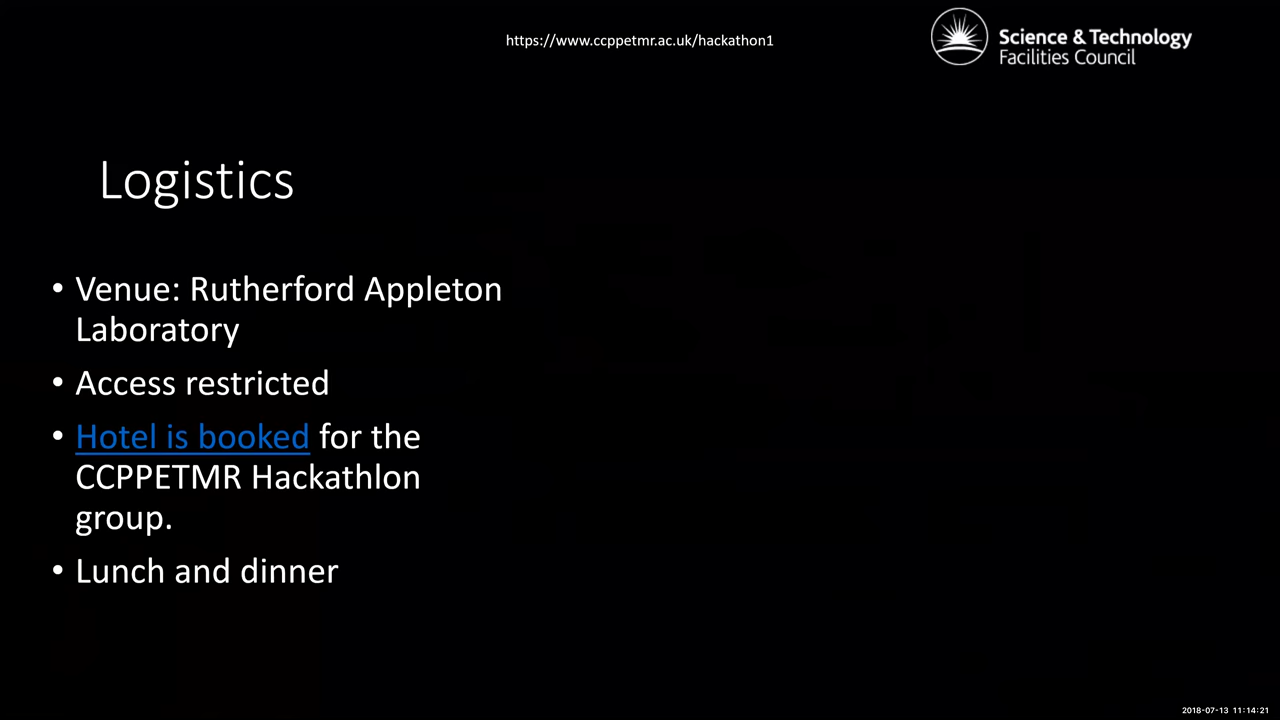 https://www.ccppetmr.ac.uk/hackathon1
Science & Technology
Facilities Council
Logistics
• Venue: Rutherford Appleton
Laboratory
• Access restricted
• Hotel is booked for the
CCPPETMR Hackathlon
group.
• Lunch and dinner
2018-07-13 11:14:21